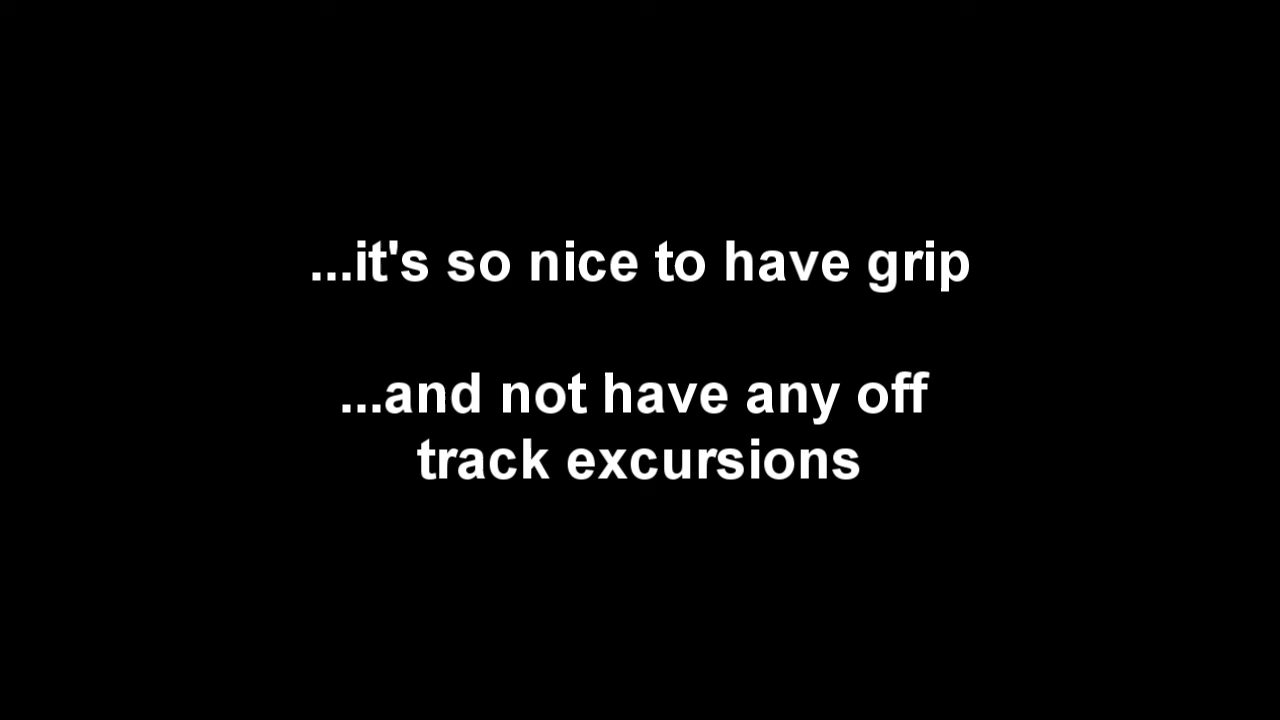 ...it's so nice to have grip
...and not have any off
track excursions